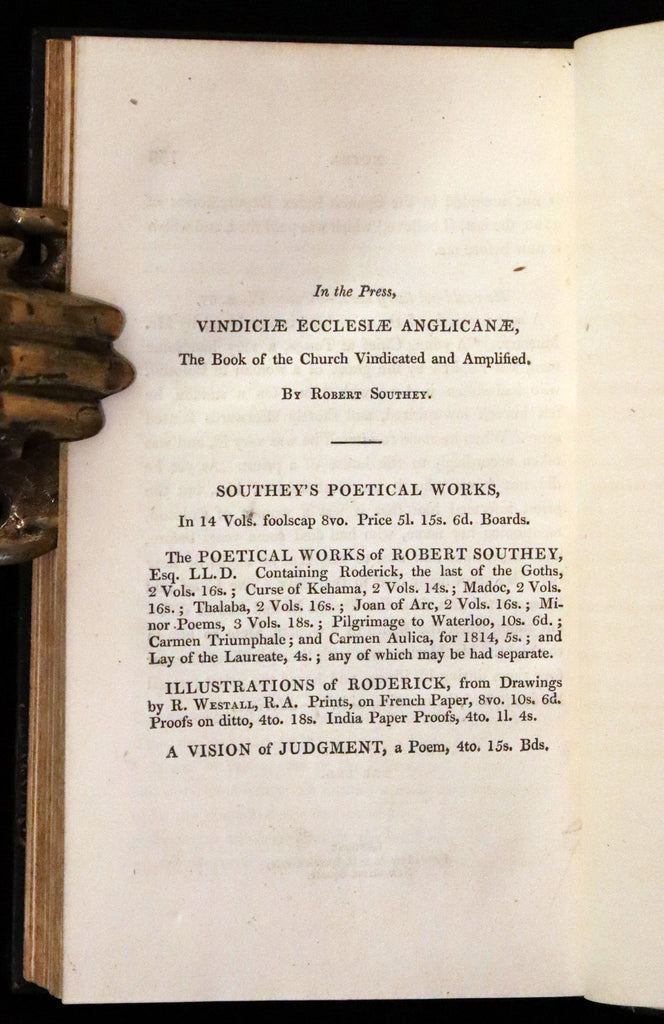 In the Press,
VINDICIÆ ECCLESIÆ ANGLICANÆ,
The Book of the Church Vindicated and Amplified.
By Robert Southey.
SOUTHEY'S POETICAL WORKS,
In 14 Vols. foolscap 8vo. Price 5l. 15s. 6d. Boards.
The POETICAL WORKS of ROBERT SOUTHEY,
Esq. LL.D. Containing Roderick, the last of the Goths,
2 Vols. 16s.; Curse of Kehama, 2 Vols. 14s.; Madoc, 2 Vols.
16s.; Thalaba, 2 Vols. 16s.; Joan of Arc, 2 Vols. 16s.; Mi-
nor Poems, 3 Vols. 18s.; Pilgrimage to Waterloo, 10s. 6d.;
Carmen Triumphale; and Carmen Aulica, for 1814, 5s.; and
Lay of the Laureate, 4s.; any of which may be had separate.
ILLUSTRATIONS of RODERICK, from Drawings
by R. Westall, R.A. Prints, on French Paper, 8vo. 10s. 6d.
Proofs on ditto, 4to. 18s. India Paper Proofs, 4to. 1l. 4s.
A VISION of JUDGMENT, a Poem, 4to. 15s. Bds.